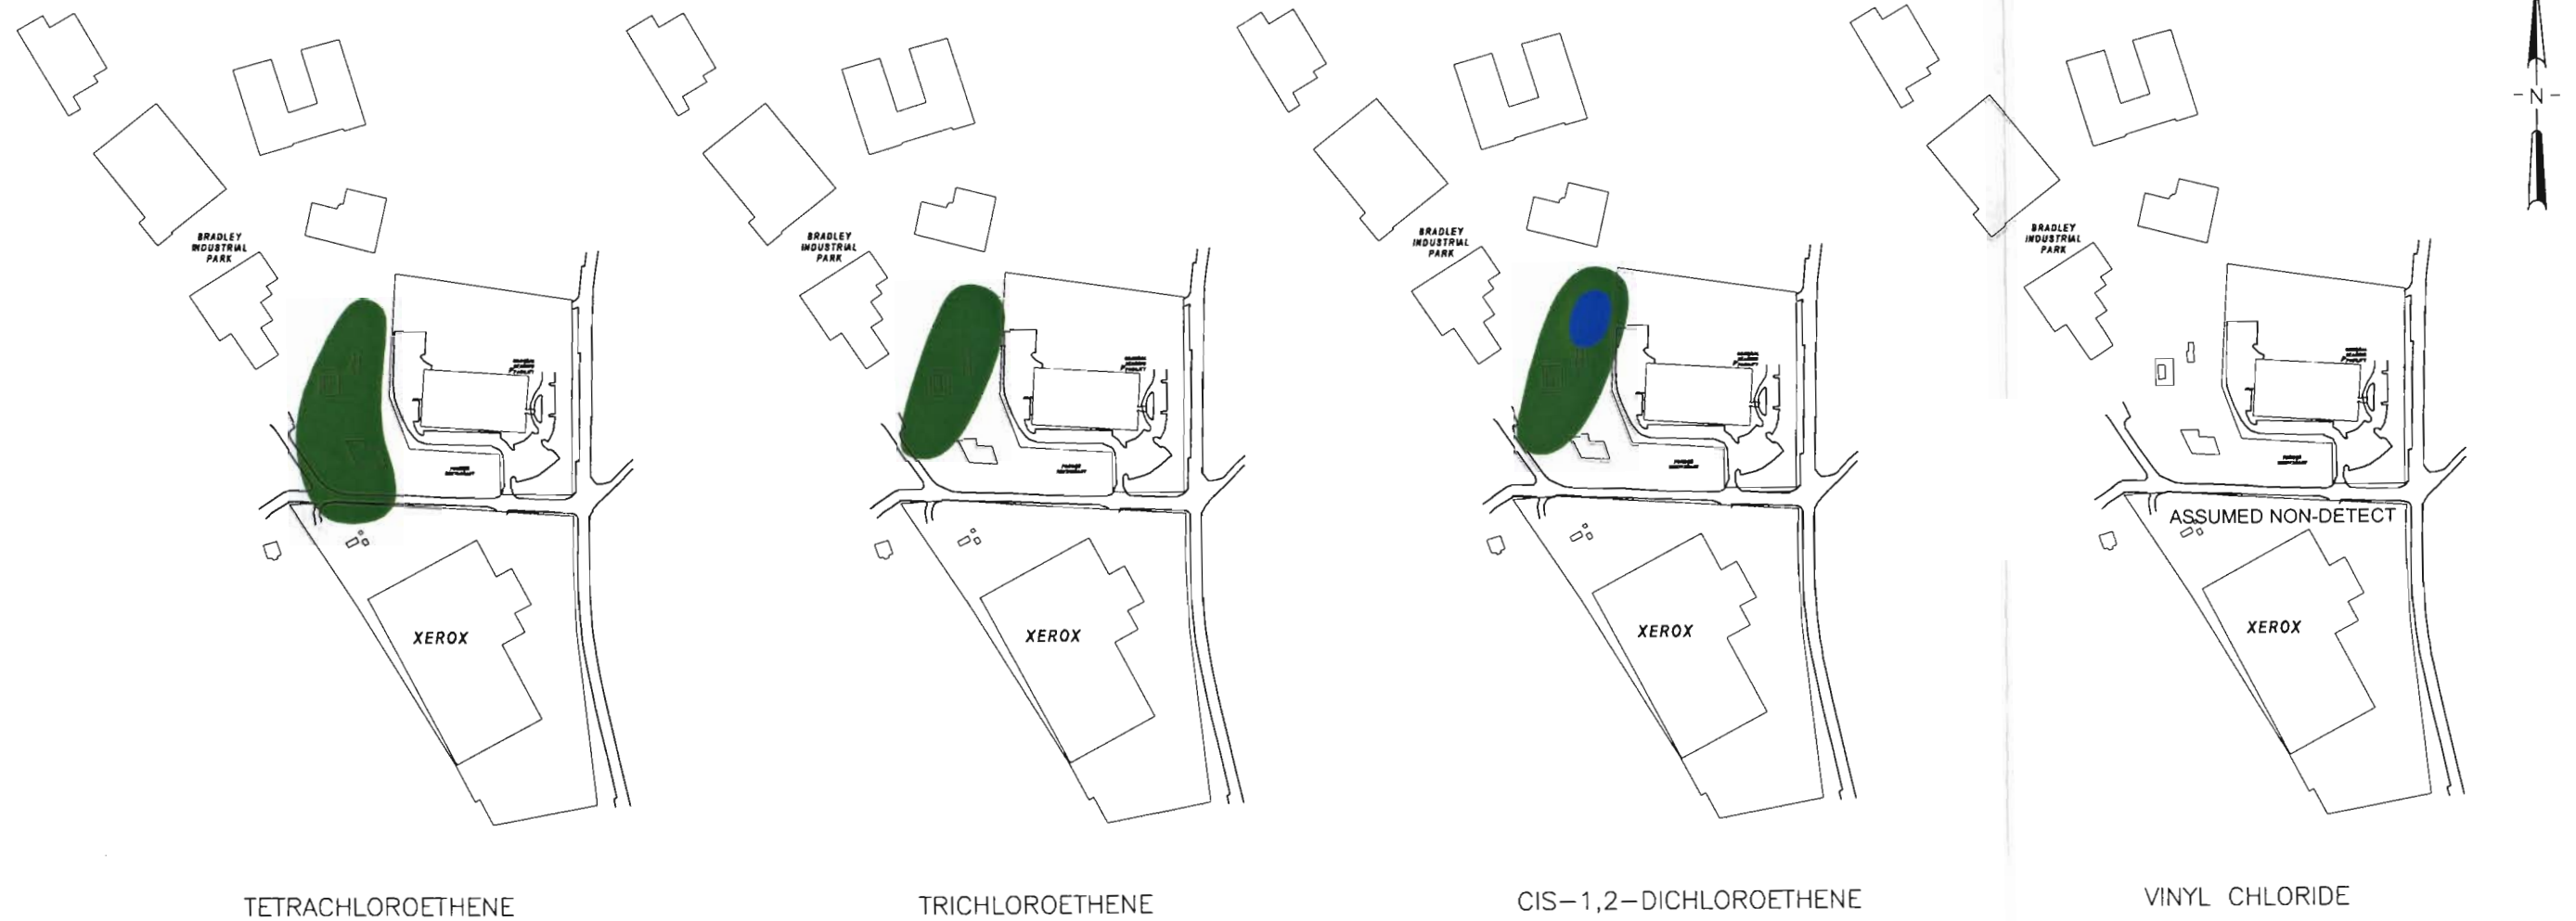 N
BRADLEY
INDUSTRIAL
PARK
XEROX
TETRACHLOROETHENE
BRADLEY
INDUSTRIAL
PARK
XEROX
TRICHLOROETHENE
BRADLEY
INDUSTRIAL
PARK
XEROX
CIS-1,2-DICHLOROETHENE
BRADLEY
INDUSTRIAL
PARK
ASSUMED NON-DETECT
XEROX
VINYL CHLORIDE